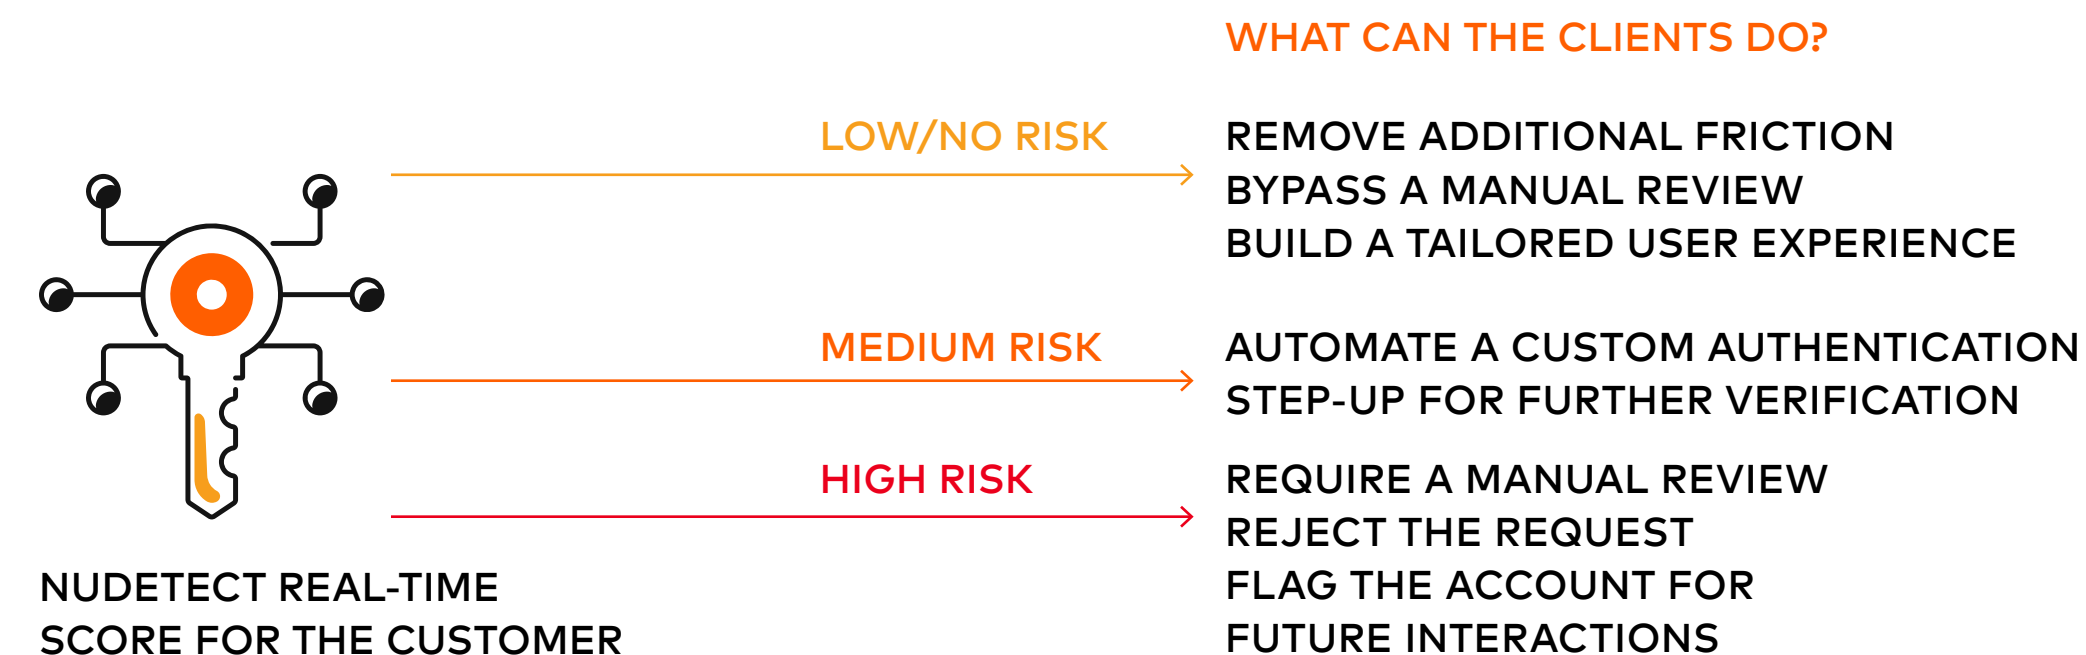 WHAT CAN THE CLIENTS DO?
LOW/NO RISK
REMOVE ADDITIONAL FRICTION
BYPASS A MANUAL REVIEW
BUILD A TAILORED USER EXPERIENCE
MEDIUM RISK
AUTOMATE A CUSTOM AUTHENTICATION
STEP-UP FOR FURTHER VERIFICATION
HIGH RISK
REQUIRE A MANUAL REVIEW
REJECT THE REQUEST
FLAG THE ACCOUNT FOR
FUTURE INTERACTIONS
NUDETECT REAL-TIME
SCORE FOR THE CUSTOMER